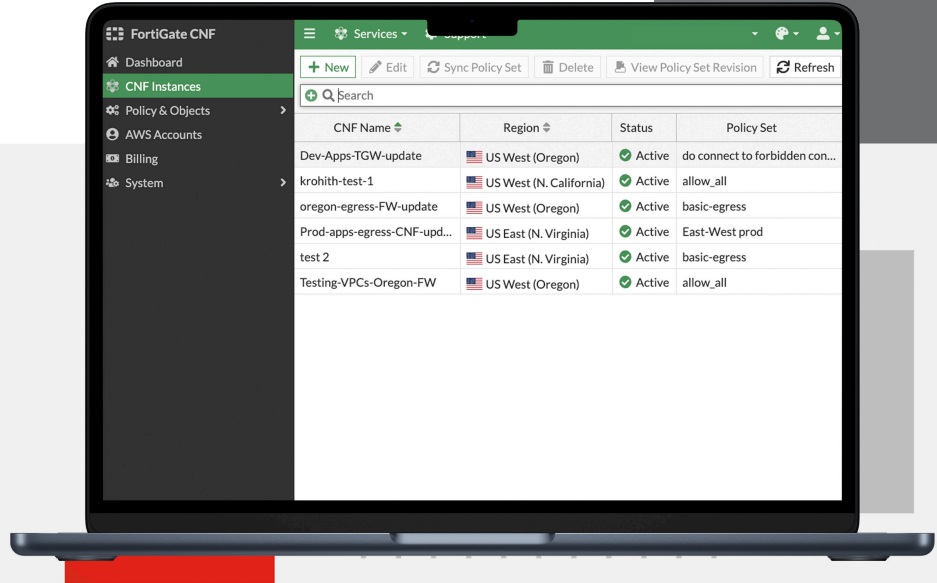 FortiGate CNF
Services
Support
Dashboard
CNF Instances
Policy & Objects
AWS Accounts
Billing
System
New Edit Sync Policy Set Delete View Policy Set Revision Refresh
Search
CNF Name Region Status Policy Set
Dev-Apps-TGW-update US West (Oregon) Active do connect to forbidden con...
krohith-test-1 US West (N. California) Active allow_all
oregon-egress-FW-update US West (Oregon) Active basic-egress
Prod-apps-egress-CNF-upd... US East (N. Virginia) Active East-West prod
test 2 US East (N. Virginia) Active basic-egress
Testing-VPCs-Oregon-FW US West (Oregon) Active allow_all